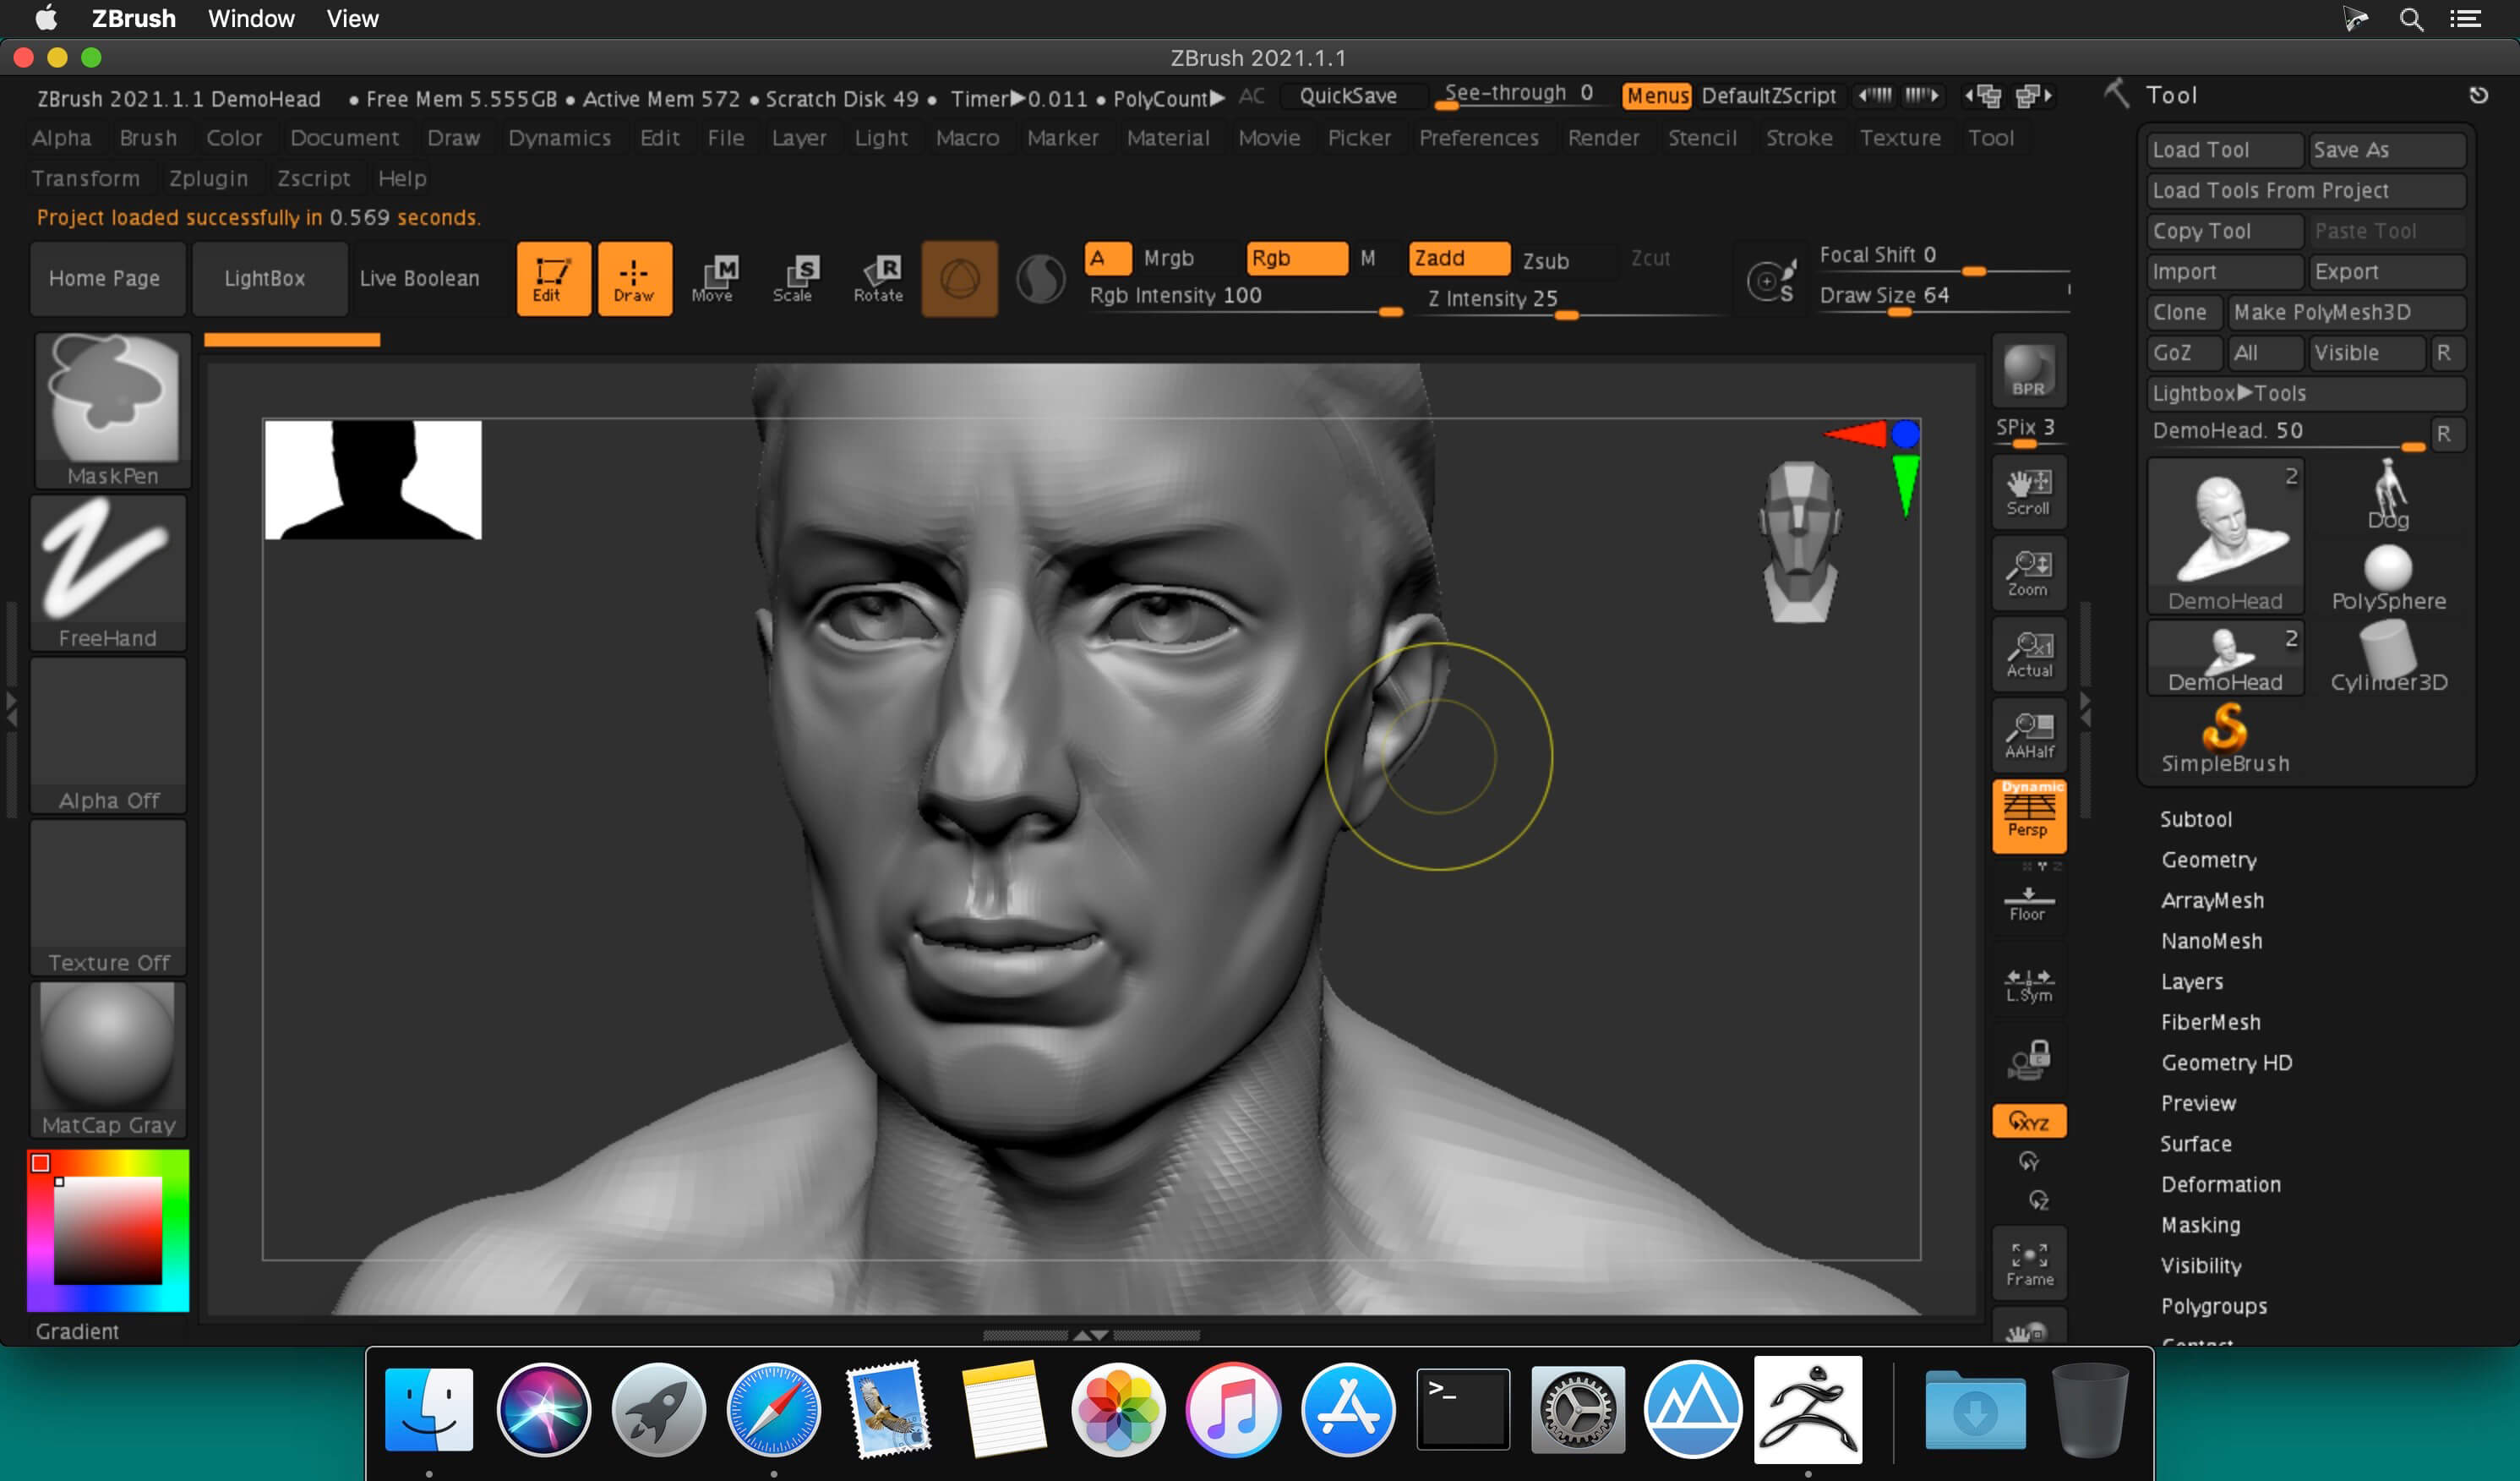 ZBrush Window View
ZBrush 2021.1.1
ZBrush 2021.1.1 DemoHead • Free Mem 5.555GB • Active Mem 572 • Scratch Disk 49 • Timer▶0.011 • PolyCount▶ AC QuickSave See-through 0 Menus DefaultZScript
Alpha Brush Color Document Draw Dynamics Edit File Layer Light Macro Marker Material Movie Picker Preferences Render Stencil Stroke Texture Tool
Transform Zplugin Zscript Help
Project loaded successfully in 0.569 seconds.
Home Page LightBox Live Boolean Edit Draw Move Scale Rotate
M S R
A Mrgb Rgb M Zadd Zsub Zcut
Rgb Intensity 100 Z Intensity 25
S
Focal Shift 0
Draw Size 64
MaskPen
FreeHand
Alpha Off
Texture Off
MatCap Gray
Gradient
BPR
SPix 3
Scroll
Zoom
x1
Actual
AAHalf
Dynamic
Persp
X Y Z
Floor
L.Sym
XYZ
Y
Z
Frame
Tool
Load Tool Save As
Load Tools From Project
Copy Tool Paste Tool
Import Export
Clone Make PolyMesh3D
GoZ All Visible R
Lightbox▶Tools
DemoHead. 50 R
2
DemoHead Dog
PolySphere
2
DemoHead Cylinder3D
SimpleBrush
Subtool
Geometry
ArrayMesh
NanoMesh
Layers
FiberMesh
Geometry HD
Preview
Surface
Deformation
Masking
Visibility
Polygroups
>_